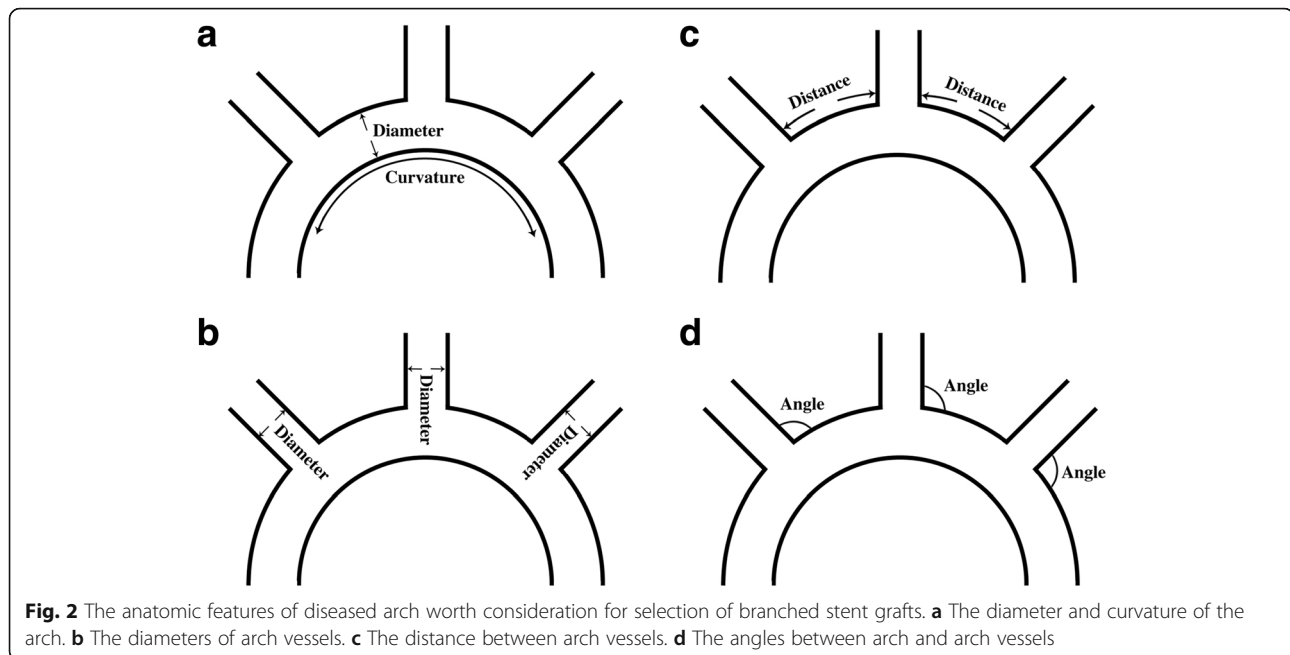 a
Diameter
Curvature
b
Diameter
Diameter
Diameter
c
Distance
Distance
d
Angle
Angle
Angle
Fig. 2 The anatomic features of diseased arch worth consideration for selection of branched stent grafts. a The diameter and curvature of the
arch. b The diameters of arch vessels. c The distance between arch vessels. d The angles between arch and arch vessels